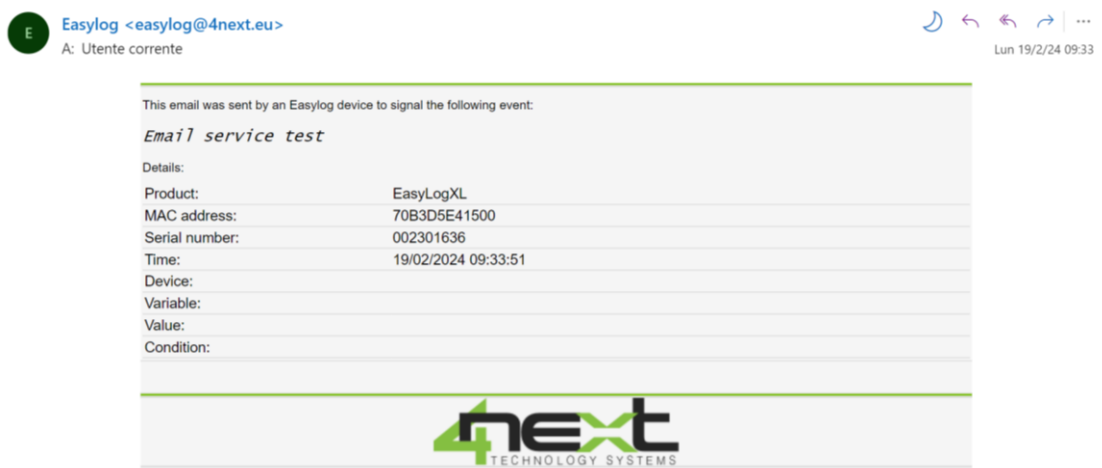 E
Easylog <easylog@4next.eu>
A: Utente corrente
Lun 19/2/24 09:33
This email was sent by an Easylog device to signal the following event:
Email service test
Details:
Product: EasyLogXL
MAC address: 70B3D5E41500
Serial number: 002301636
Time: 19/02/2024 09:33:51
Device:
Variable:
Value:
Condition:
4next
TECHNOLOGY SYSTEMS